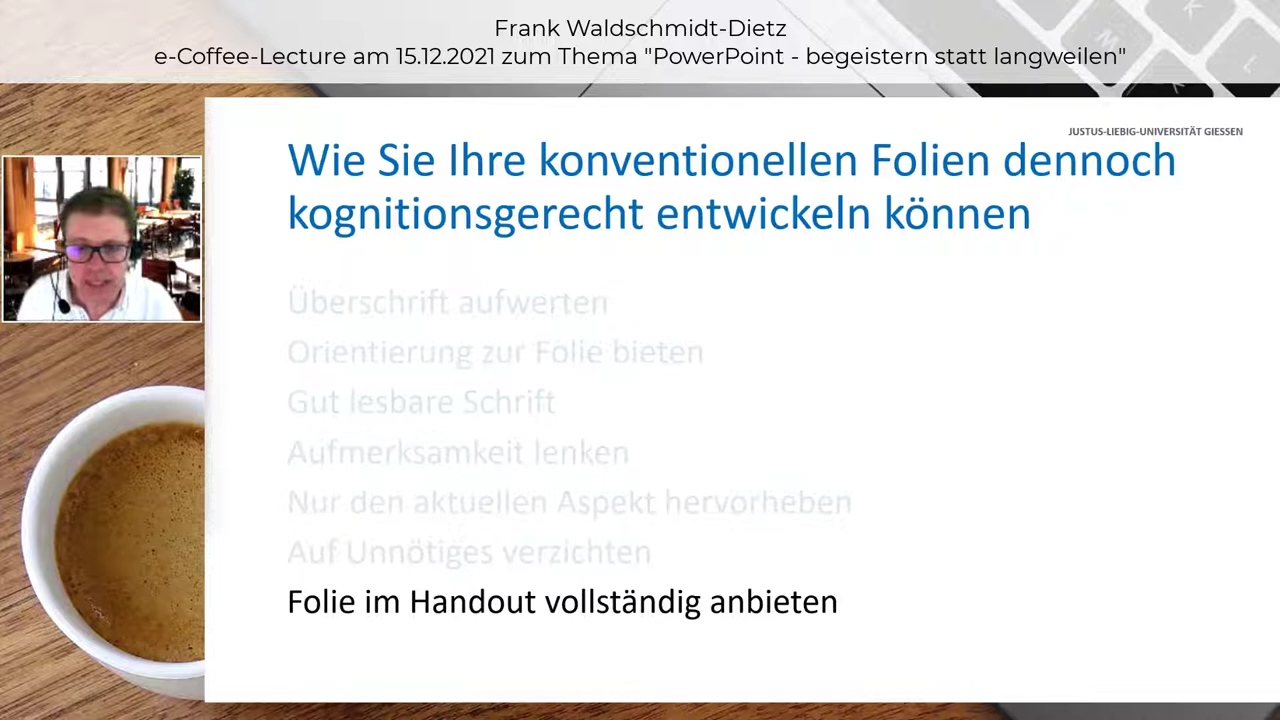 Frank Waldschmidt-Dietz
e-Coffee-Lecture am 15.12.2021 zum Thema "PowerPoint - begeistern statt langweilen"
JUSTUS-LIEBIG-UNIVERSITÄT GIESSEN
Wie Sie Ihre konventionellen Folien dennoch
kognitionsgerecht entwickeln können
Überschrift aufwerten
Orientierung zur Folie bieten
Gut lesbare Schrift
Aufmerksamkeit lenken
Nur den aktuellen Aspekt hervorheben
Auf Unnötiges verzichten
Folie im Handout vollständig anbieten